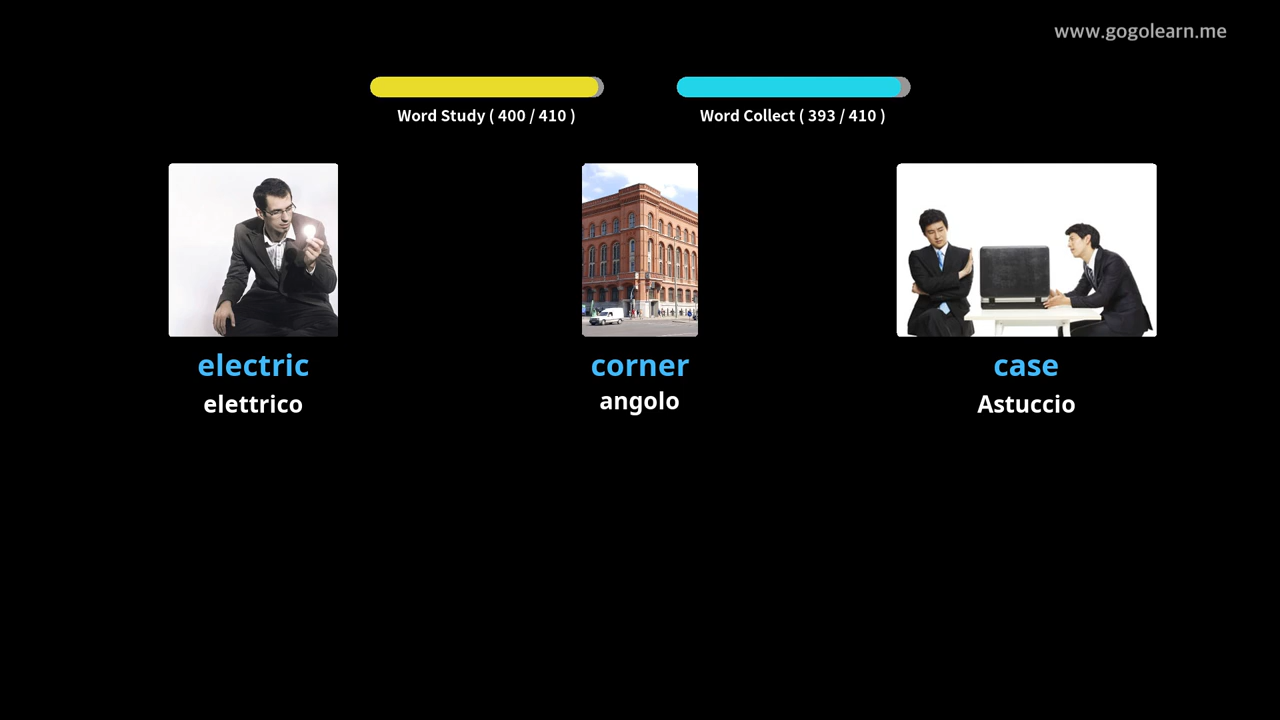 www.gogolearn.me
Word Study ( 400 / 410 )
Word Collect ( 393 / 410 )
electric
elettrico
corner
angolo
case
Astuccio